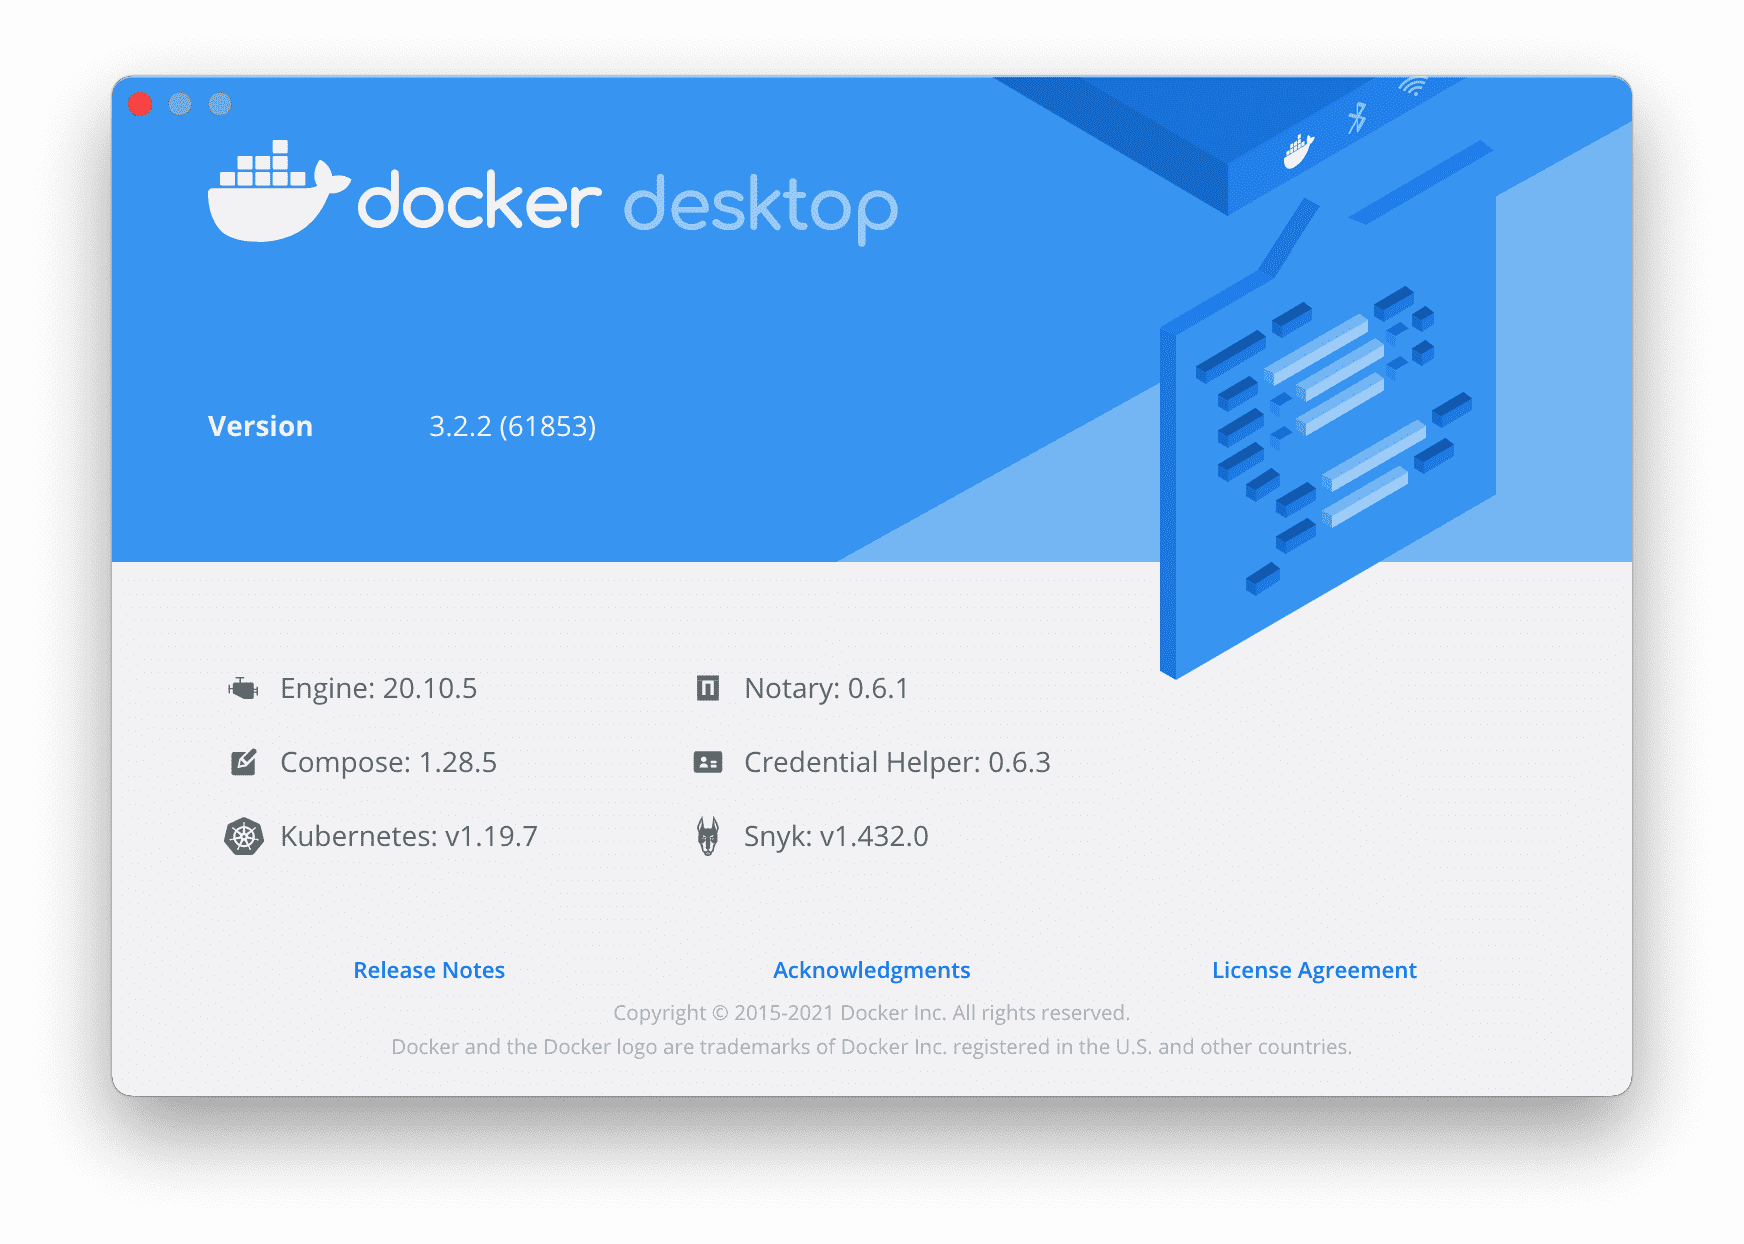 docker desktop
Version 3.2.2 (61853)
Engine: 20.10.5
Notary: 0.6.1
Compose: 1.28.5
Credential Helper: 0.6.3
Kubernetes: v1.19.7
Snyk: v1.432.0
Release Notes
Acknowledgments
License Agreement
Copyright © 2015-2021 Docker Inc. All rights reserved.
Docker and the Docker logo are trademarks of Docker Inc. registered in the U.S. and other countries.